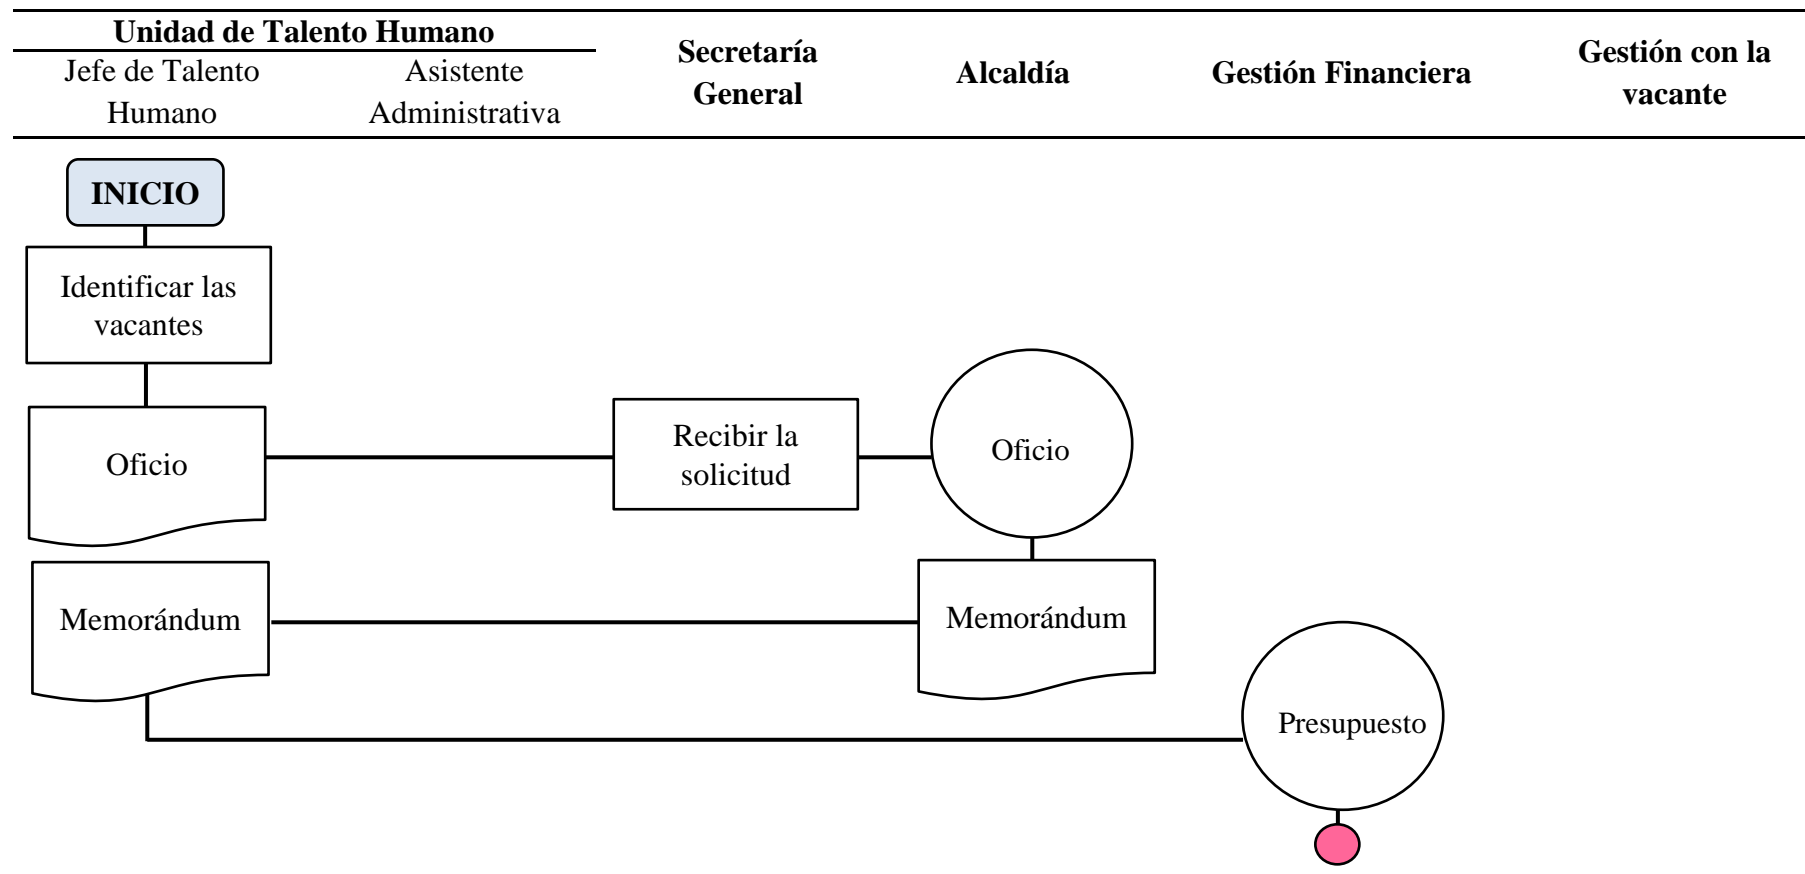 Unidad de Talento Humano
Jefe de Talento
Humano
Asistente
Administrativa
Secretaría
General
Alcaldía
Gestión Financiera
Gestión con la
vacante
INICIO
Identificar las
vacantes
Oficio
Recibir la
solicitud
Oficio
Memorándum
Memorándum
Presupuesto